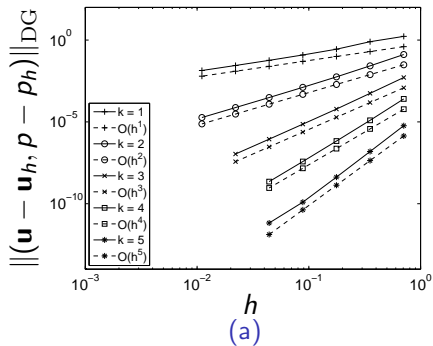 ‖(𝐮 − 𝐮_h, p − p_h)‖_DG
10^0
10^−5
10^−10
k = 1
O(h^1)
k = 2
O(h^2)
k = 3
O(h^3)
k = 4
O(h^4)
k = 5
O(h^5)
10^−3 10^−2 10^−1 10^0
h
(a)